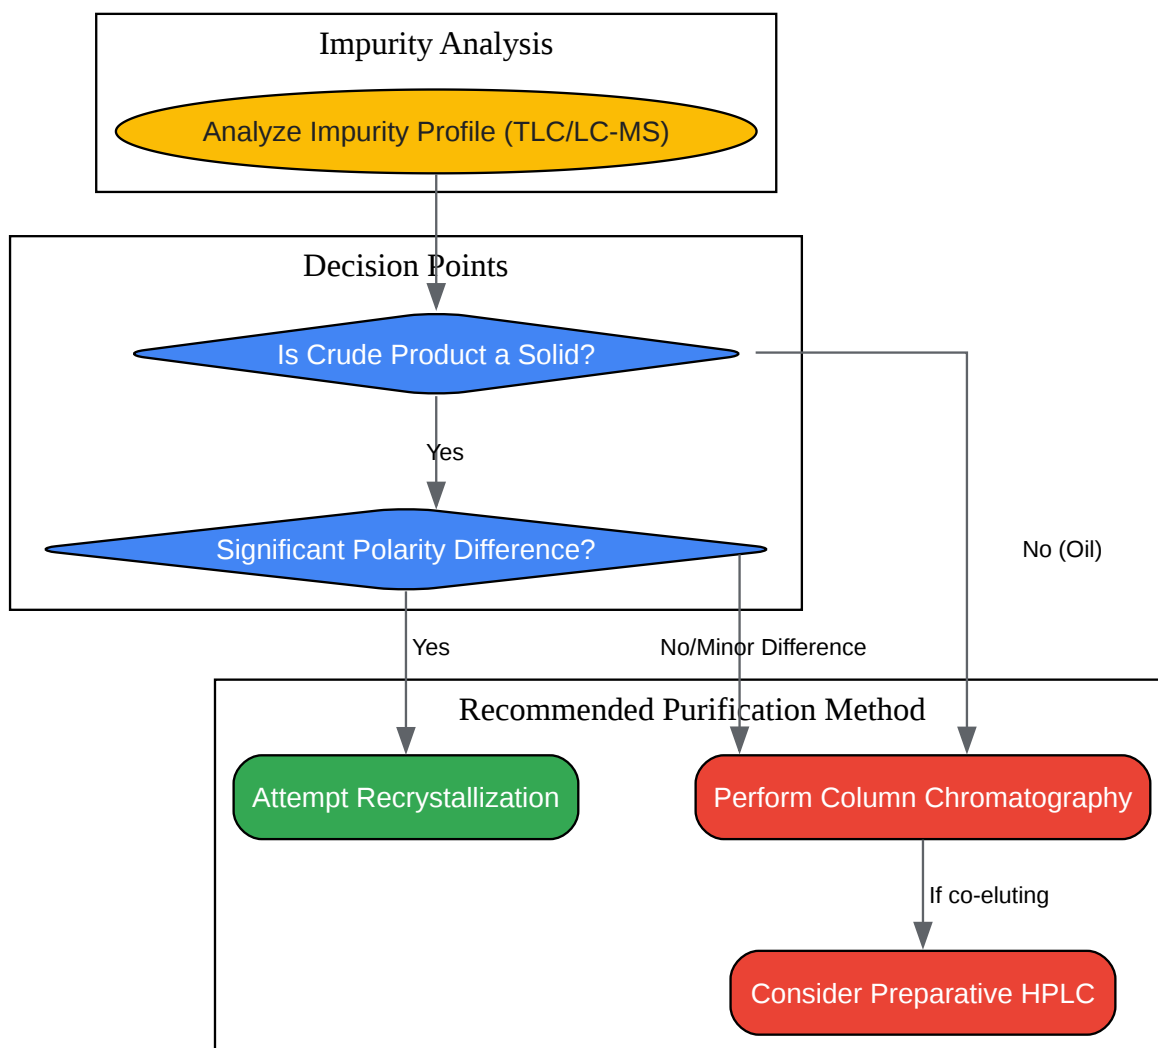 Impurity Analysis
Analyze Impurity Profile (TLC/LC-MS)
Decision Points
Is Crude Product a Solid?
Yes
Significant Polarity Difference?
No (Oil)
Yes
No/Minor Difference
Recommended Purification Method
Attempt Recrystallization
Perform Column Chromatography
If co-eluting
Consider Preparative HPLC